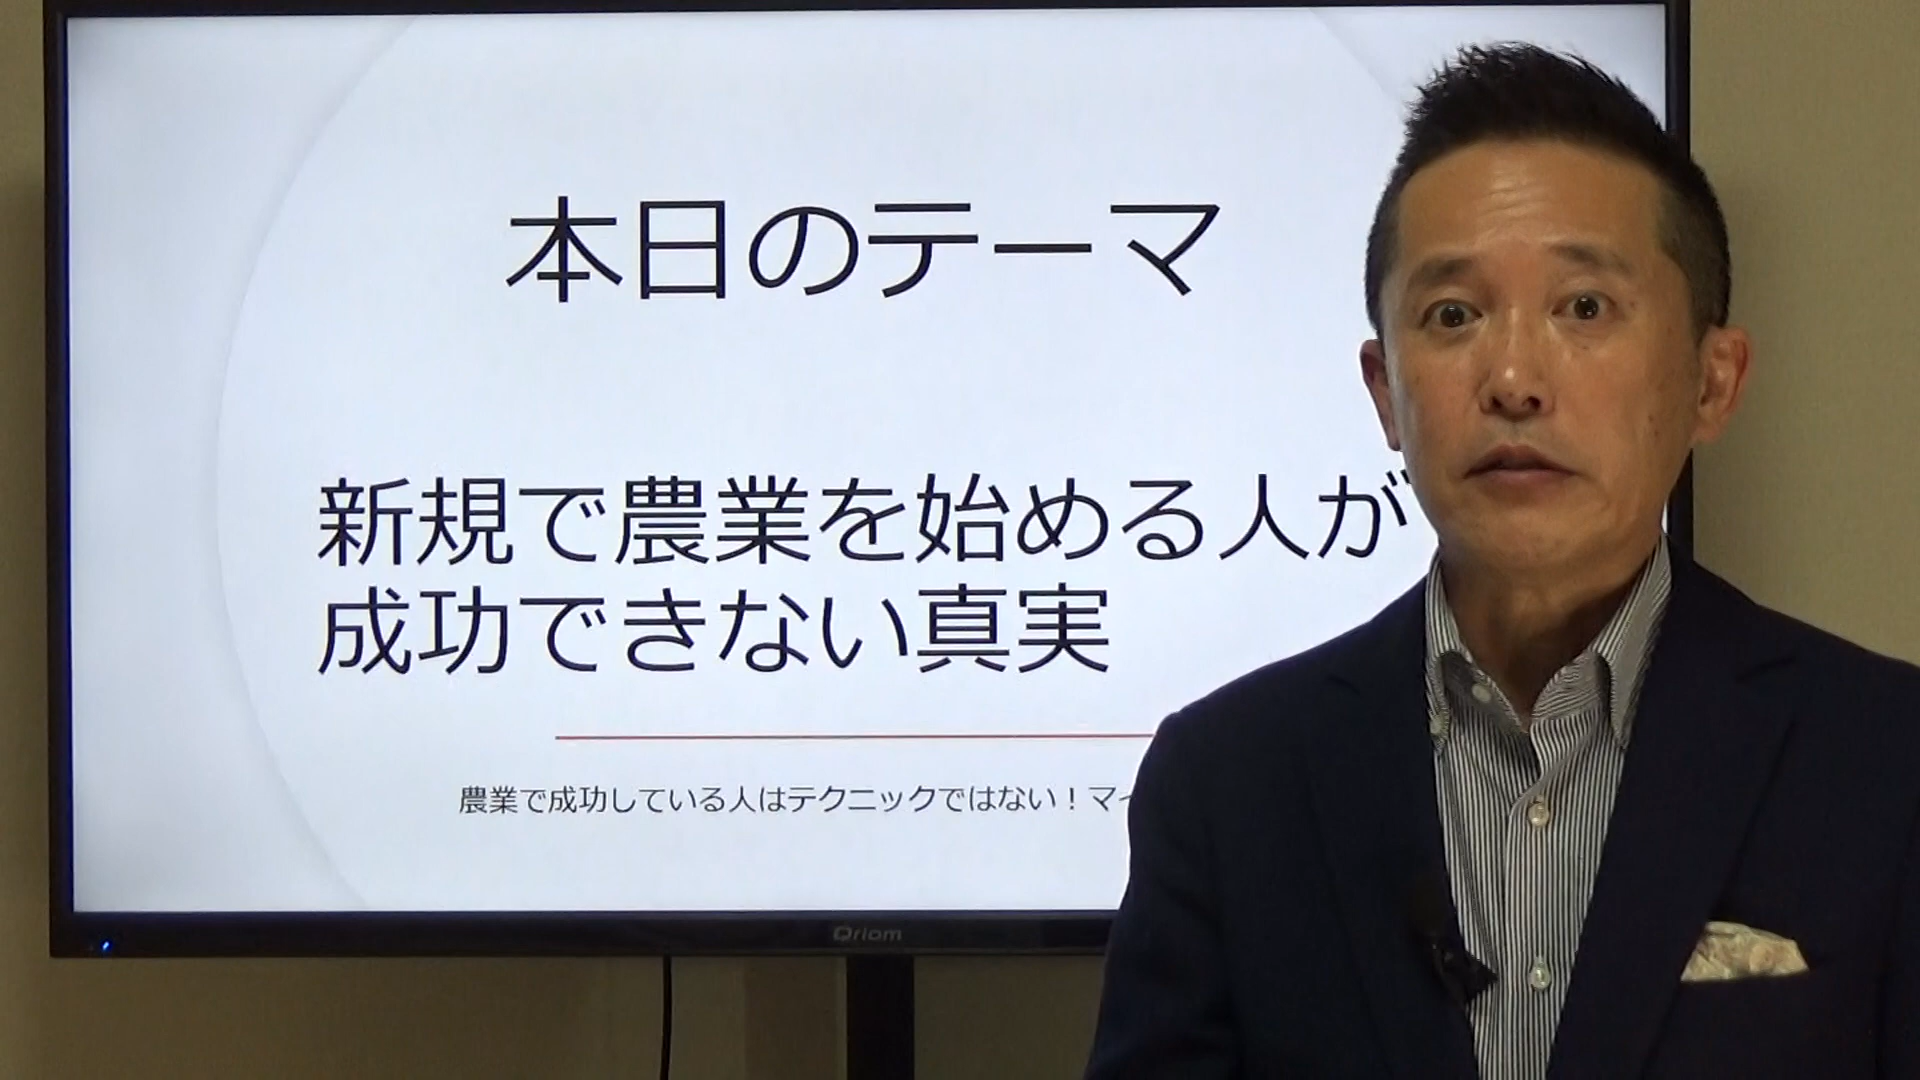 本日のテーマ
新規で農業を始める人が
成功できない真実
農業で成功している人はテクニックではない！マイ
Qriom